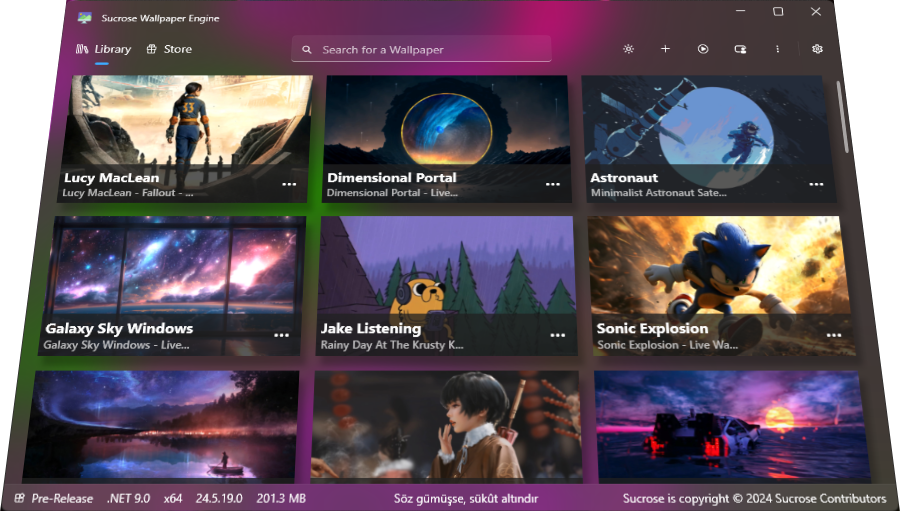 Sucrose Wallpaper Engine
Library Store Search for a Wallpaper
33
Lucy MacLean
Lucy MacLean - Fallout - ...
Dimensional Portal
Dimensional Portal - Live...
Astronaut
Minimalist Astronaut Sate...
Galaxy Sky Windows
Galaxy Sky Windows - Live...
Jake Listening
Rainy Day At The Krusty K...
Sonic Explosion
Sonic Explosion - Live Wa...
Pre-Release .NET 9.0 x64 24.5.19.0 201.3 MB Söz gümüşse, sükût altındır Sucrose is copyright © 2024 Sucrose Contributors